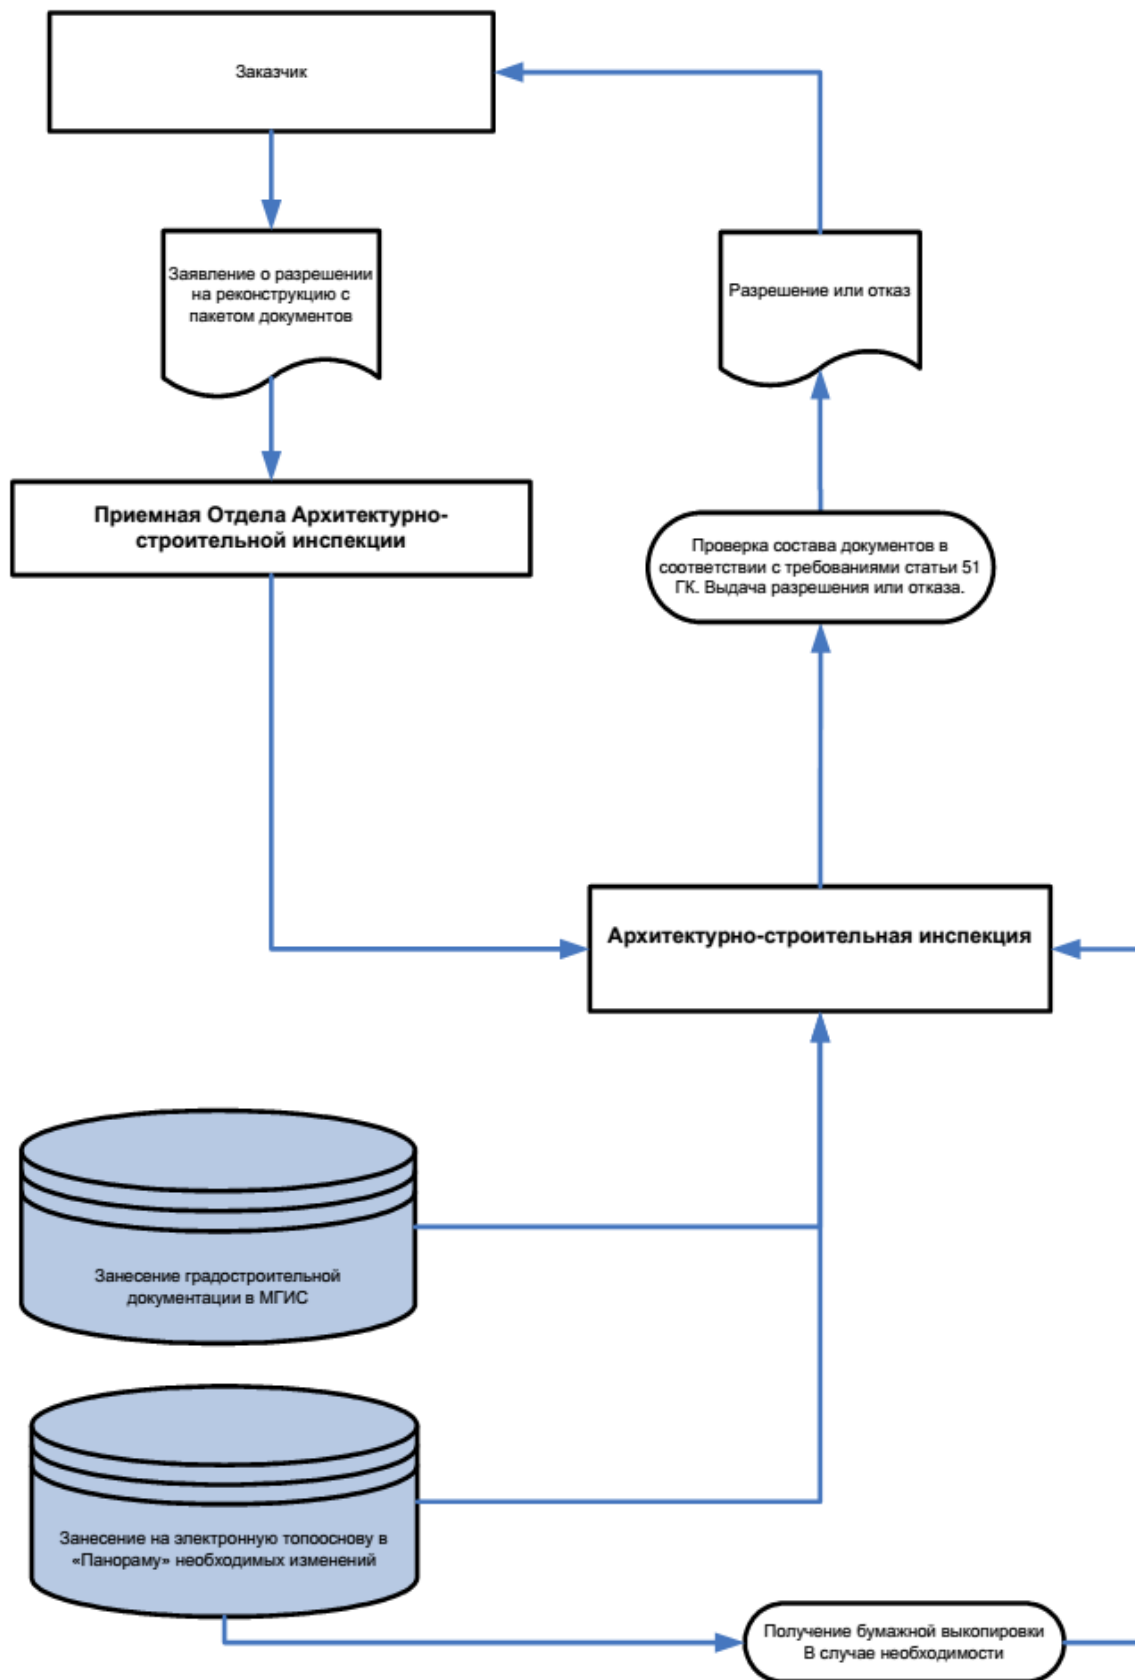 Заказчик
Заявление о разрешении
на реконструкцию с
пакетом документов
Разрешение или отказ
Приемная Отдела Архитектурно-
строительной инспекции
Проверка состава документов в
соответствии с требованиями статьи 51
ГК. Выдача разрешения или отказа.
Архитектурно-строительная инспекция
Занесение градостроительной
документации в МГИС
Занесение на электронную топооснову в
«Панораму» необходимых изменений
Получение бумажной выкопировки
В случае необходимости